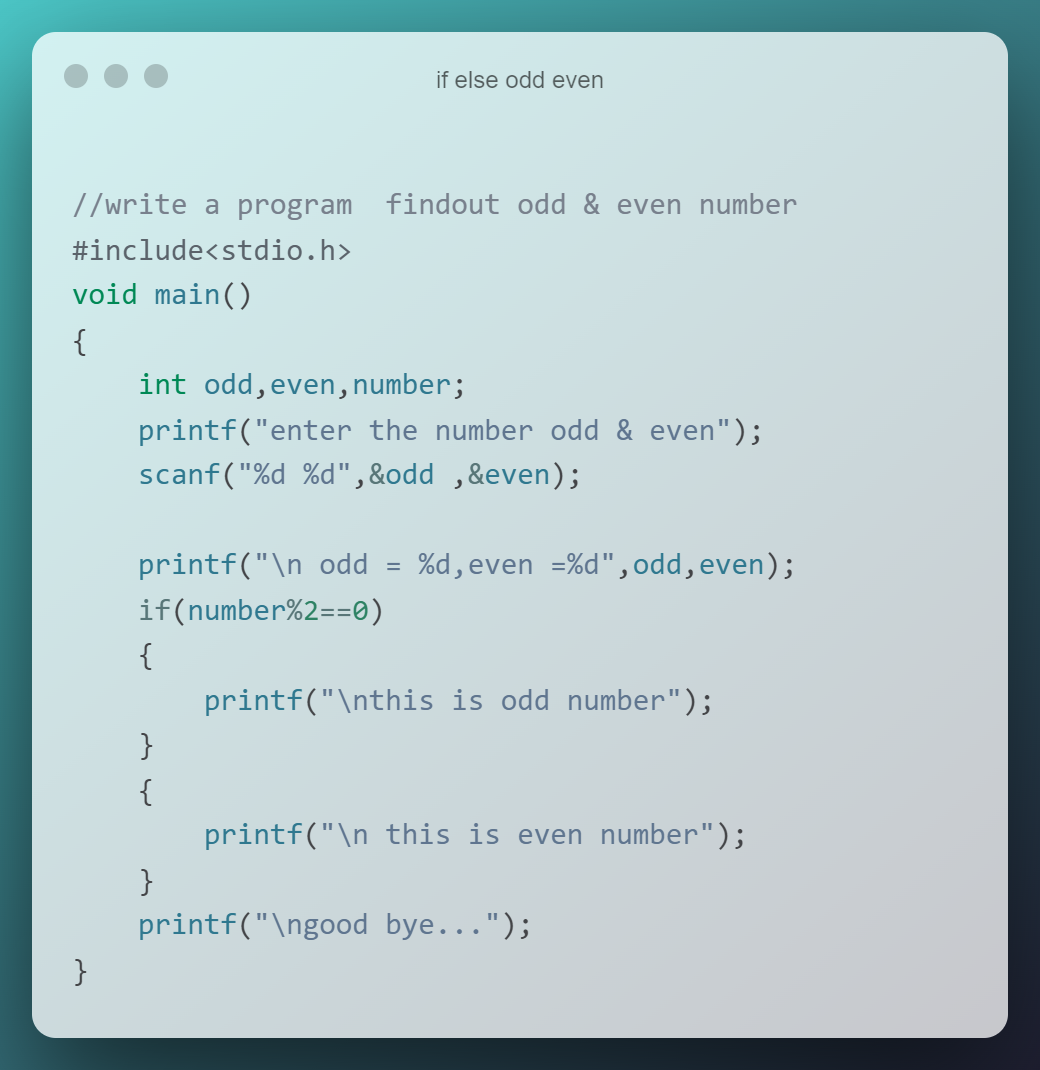 if else odd even
//write a program  findout odd & even number
#include<stdio.h>
void main()
{
    int odd,even,number;
    printf("enter the number odd & even");
    scanf("%d %d",&odd ,&even);

    printf("\n odd = %d,even =%d",odd,even);
    if(number%2==0)
    {
        printf("\nthis is odd number");
    }
    {
        printf("\n this is even number");
    }
    printf("\ngood bye...");
}